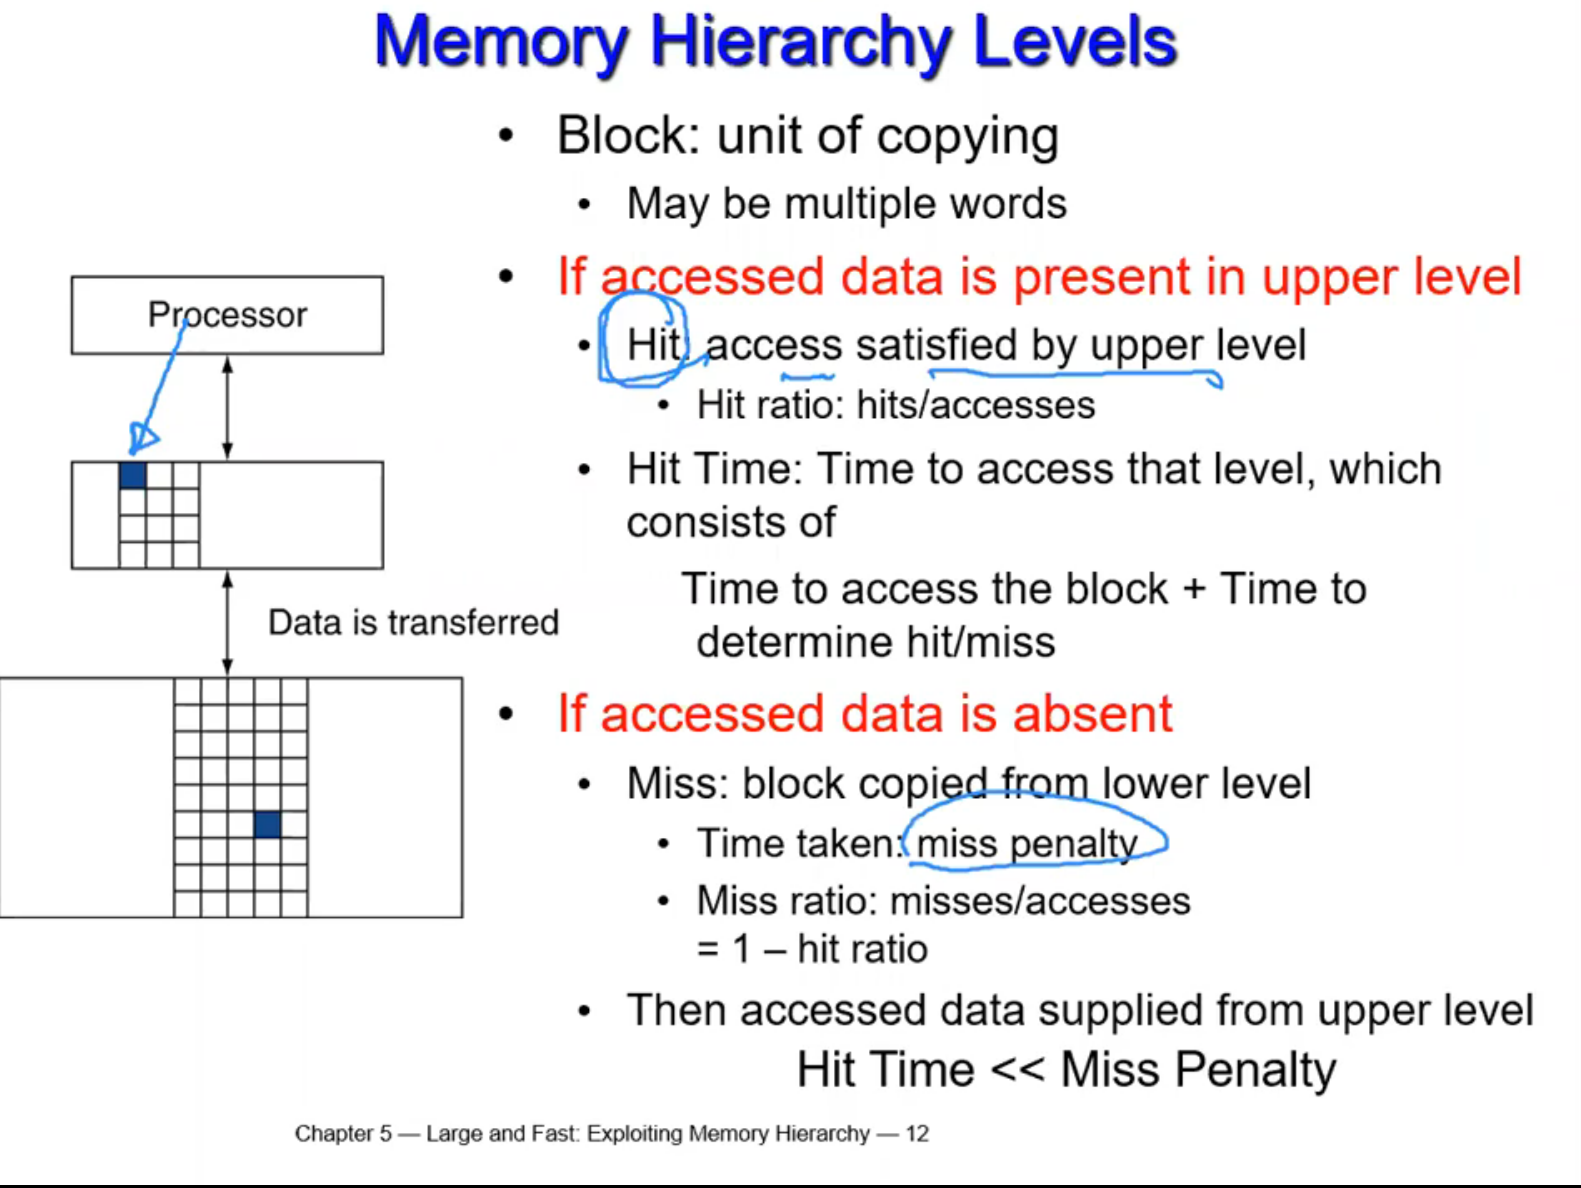 Memory Hierarchy Levels
• Block: unit of copying
• May be multiple words
• If accessed data is present in upper level
• Hit: access satisfied by upper level
• Hit ratio: hits/accesses
• Hit Time: Time to access that level, which
consists of
Time to access the block + Time to
determine hit/miss
• If accessed data is absent
• Miss: block copied from lower level
• Time taken: miss penalty
• Miss ratio: misses/accesses
= 1 – hit ratio
• Then accessed data supplied from upper level
Hit Time << Miss Penalty
Processor
Data is transferred
Chapter 5 — Large and Fast: Exploiting Memory Hierarchy — 12